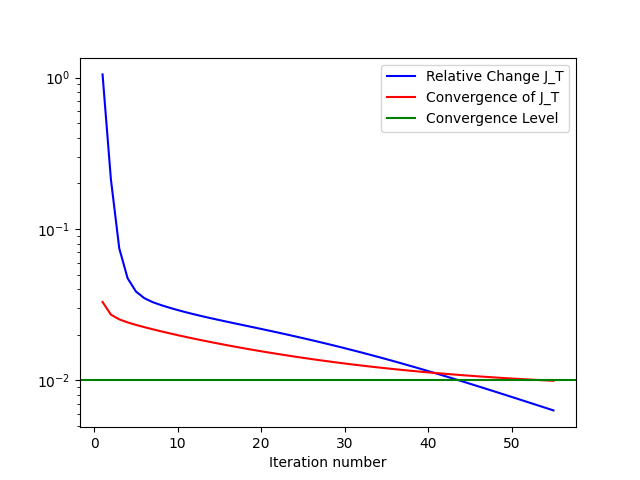 10⁰
10⁻¹
10⁻²
0 10 20 30 40 50
Iteration number
Relative Change J_T
Convergence of J_T
Convergence Level